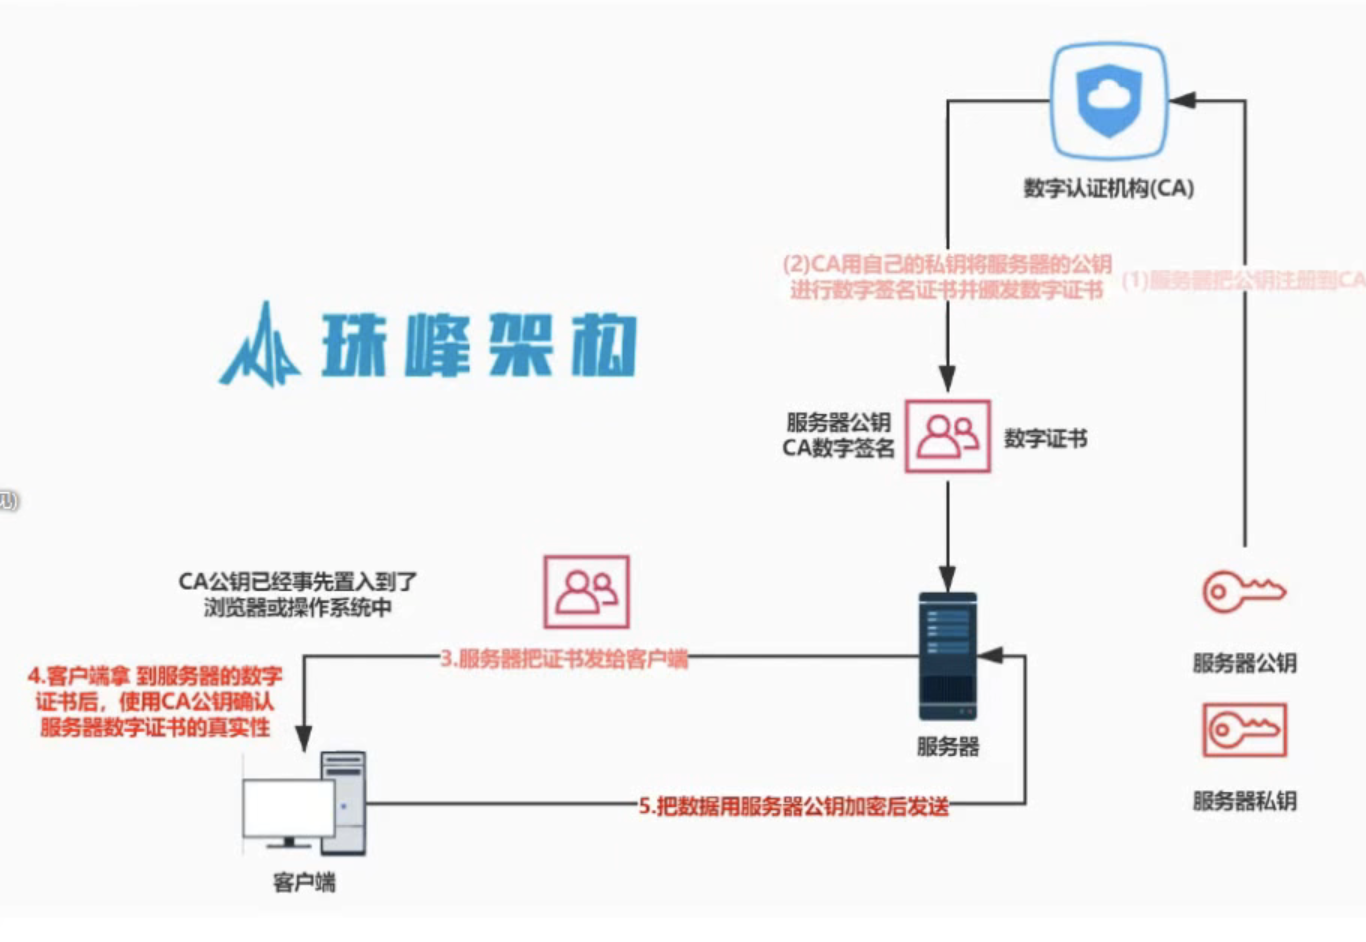 数字认证机构(CA)
(2)CA用自己的私钥将服务器的公钥
进行数字签名证书并颁发数字证书
(1)服务器把公钥注册到CA
珠峰架构
服务器公钥
CA数字签名
数字证书
见)
CA公钥已经事先置入到了
浏览器或操作系统中
3.服务器把证书发给客户端
4.客户端拿 到服务器的数字
证书后，使用CA公钥确认
服务器数字证书的真实性
服务器公钥
服务器
服务器私钥
5.把数据用服务器公钥加密后发送
客户端